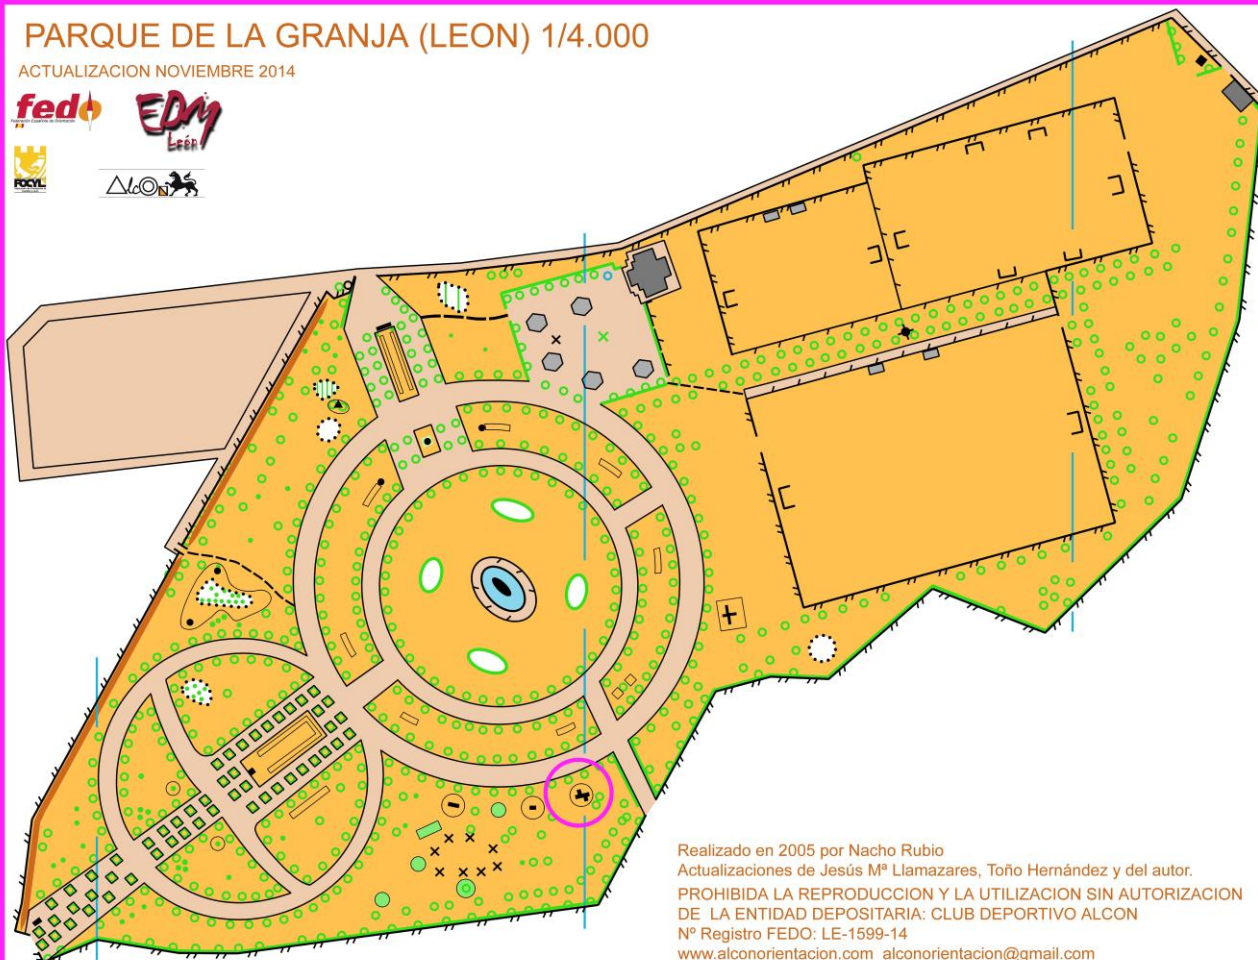 PARQUE DE LA GRANJA (LEON) 1/4.000
ACTUALIZACION NOVIEMBRE 2014
fedo
EDM
León
FOCYL
AlcOn
Realizado en 2005 por Nacho Rubio
Actualizaciones de Jesús Mª Llamazares, Toño Hernández y del autor.
PROHIBIDA LA REPRODUCCION Y LA UTILIZACION SIN AUTORIZACION
DE LA ENTIDAD DEPOSITARIA: CLUB DEPORTIVO ALCON
Nº Registro FEDO: LE-1599-14
www.alconorientacion.com alconorientacion@gmail.com